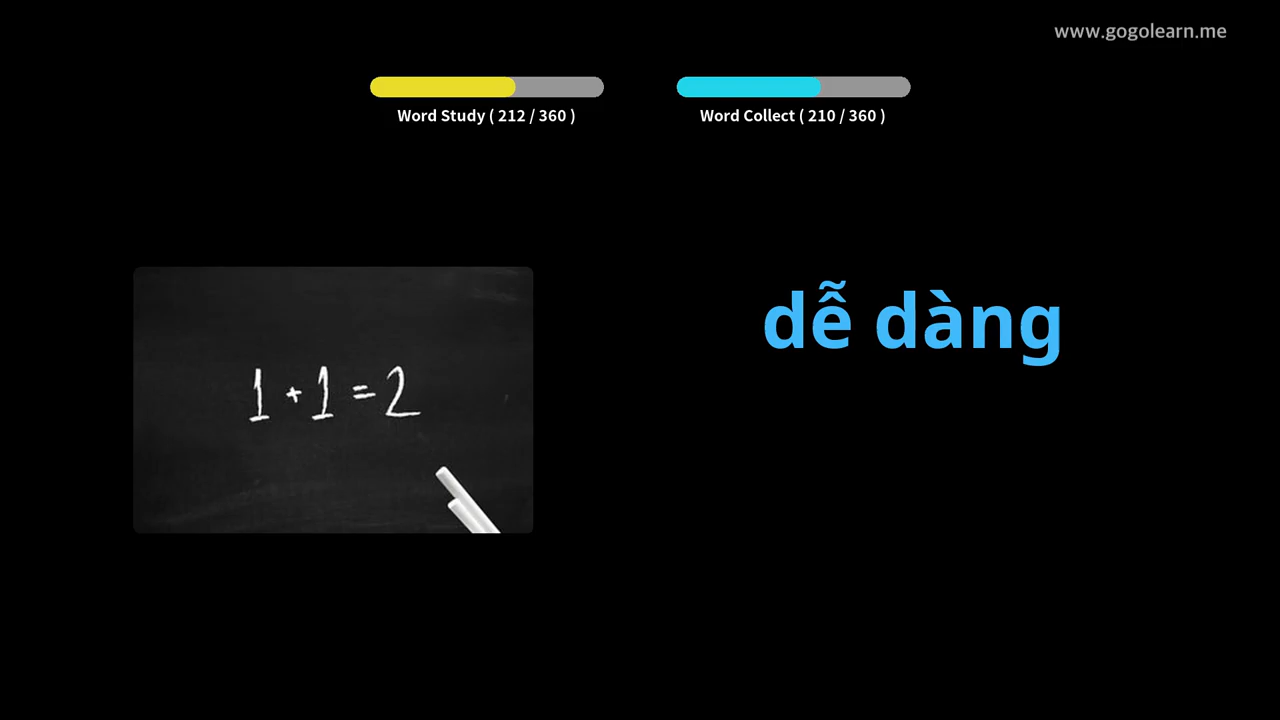 www.gogolearn.me
Word Study ( 212 / 360 )
Word Collect ( 210 / 360 )
dễ dàng
1 + 1 = 2